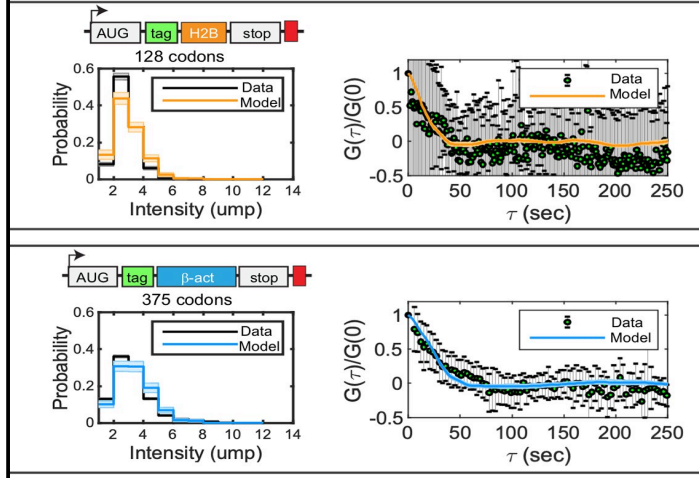 AUG tag H2B stop
128 codons
0.6
0.4
0.2
0
Probability
Data
Model
2 4 6 8 10 12 14
Intensity (ump)
1
0.5
0
-0.5
G(τ)/G(0)
Data
Model
0 50 100 150 200 250
τ (sec)
AUG tag β-act stop
375 codons
0.6
0.4
0.2
0
Probability
Data
Model
2 4 6 8 10 12 14
Intensity (ump)
1
0.5
0
-0.5
G(τ)/G(0)
Data
Model
0 50 100 150 200 250
τ (sec)